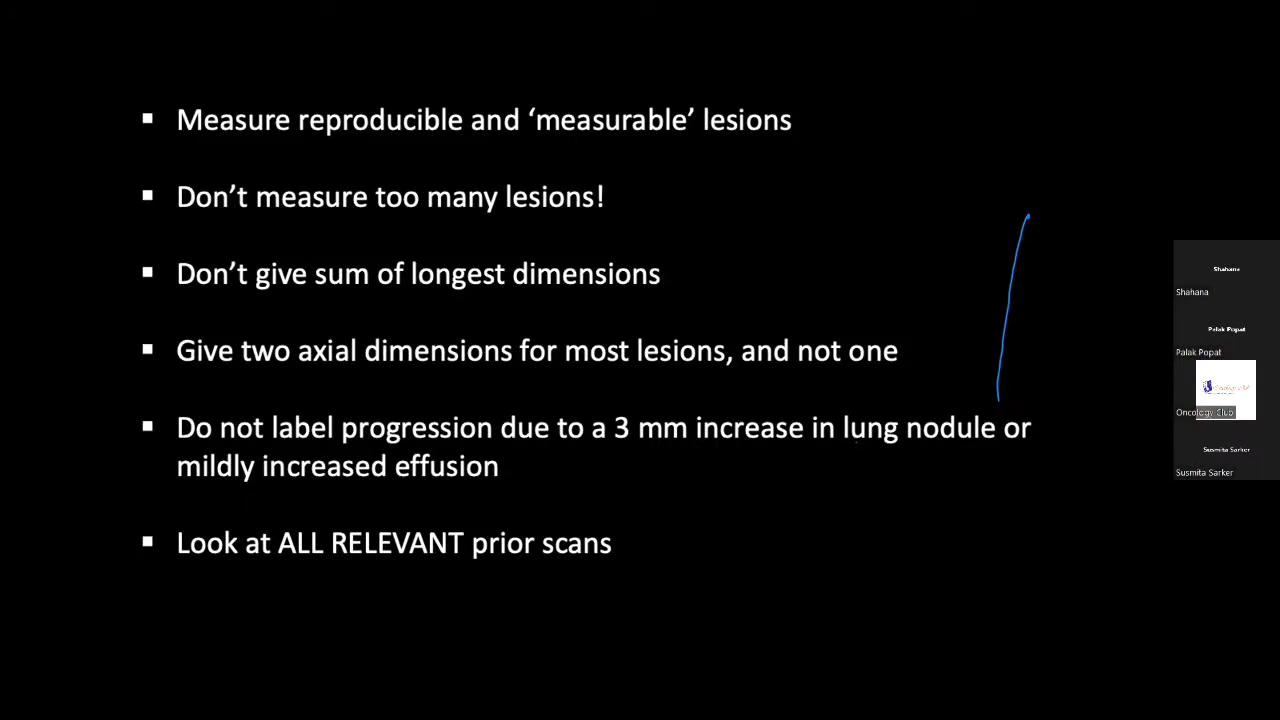 Measure reproducible and ‘measurable’ lesions
Don’t measure too many lesions!
Don’t give sum of longest dimensions
Give two axial dimensions for most lesions, and not one
Do not label progression due to a 3 mm increase in lung nodule or
mildly increased effusion
Look at ALL RELEVANT prior scans
Shahana
Shahana
Palak Popat
Palak Popat
Oncology Club
Susmita Sarker
Susmita Sarker